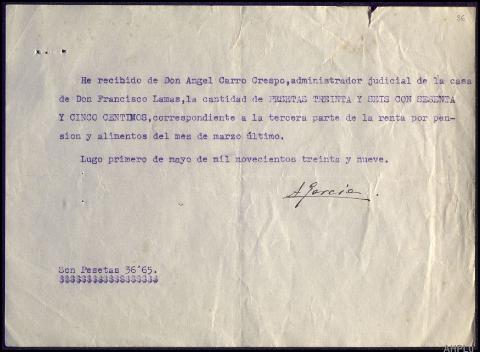 36
He recibido de Don Angel Carro Crespo,administrador judicial de la casa
de Don Francisco Lamas,la cantidad de PESETAS TREINTA Y SEIS CON SESENTA
Y CINCO CENTIMOS,correspondiente a la tercera parte de la renta por pen-
sion y alimentos del mes de marzo último.
Lugo primero de mayo de mil novecientos treinta y nueve.
A García.
Son Pesetas 36'65.
$$$$$$$$$$$$$$$$$$
AHPLU